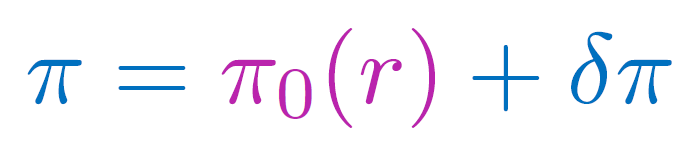 π = π₀(r) + δπ